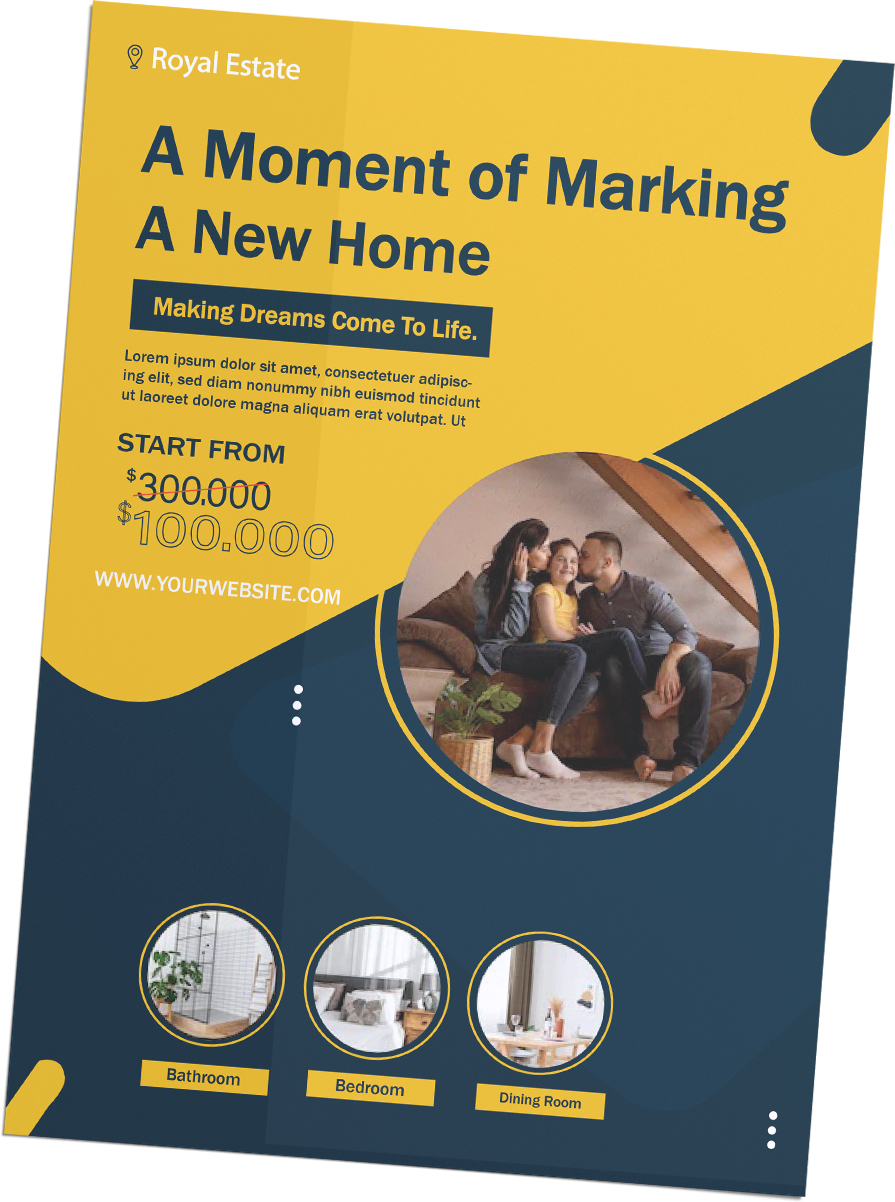 Royal Estate
A Moment of Marking
A New Home
Making Dreams Come To Life.
Lorem ipsum dolor sit amet, consectetuer adipisc-
ing elit, sed diam nonummy nibh euismod tincidunt
ut laoreet dolore magna aliquam erat volutpat. Ut
START FROM
$300.000
$100.000
WWW.YOURWEBSITE.COM
Bathroom
Bedroom
Dining Room